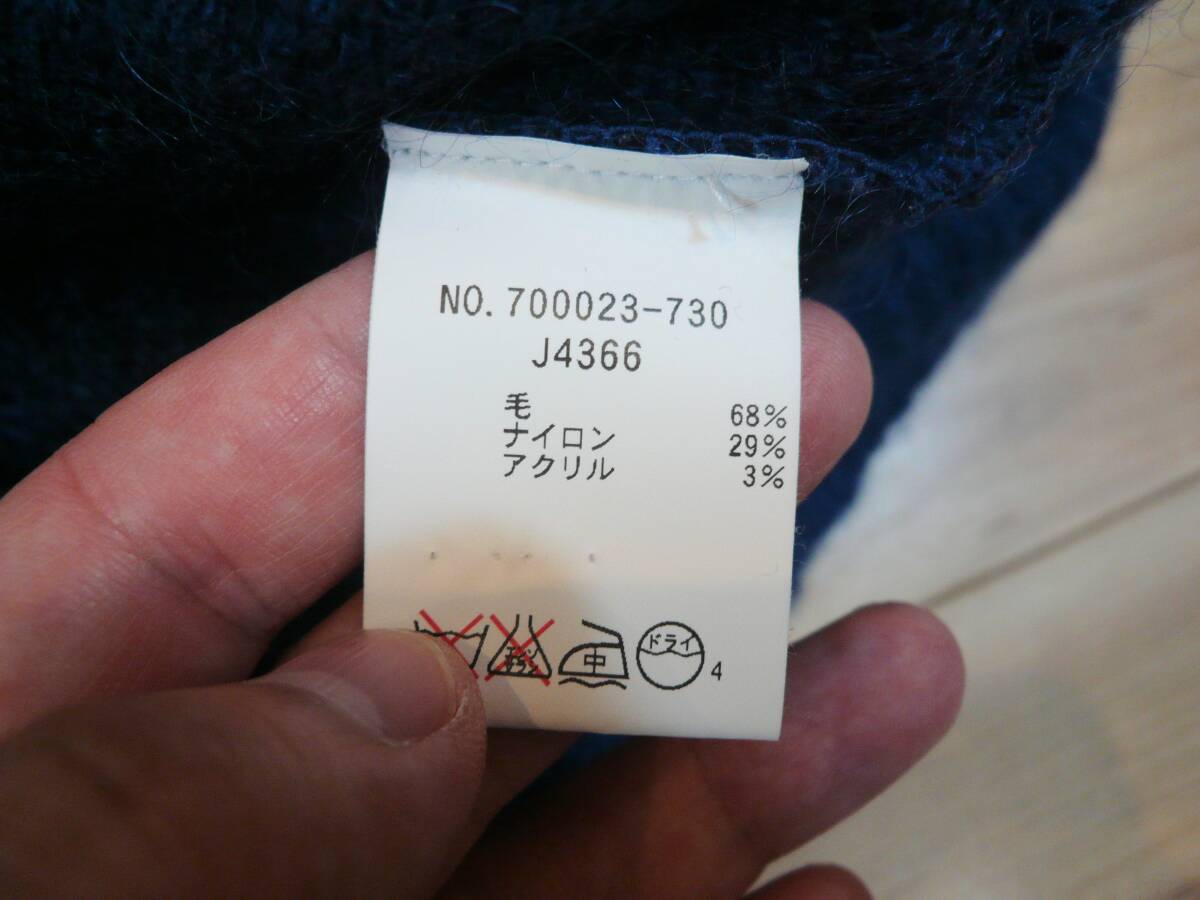 NO. 700023-730
J4366
毛 68%
ナイロン 29%
アクリル 3%
中
ドライ
4